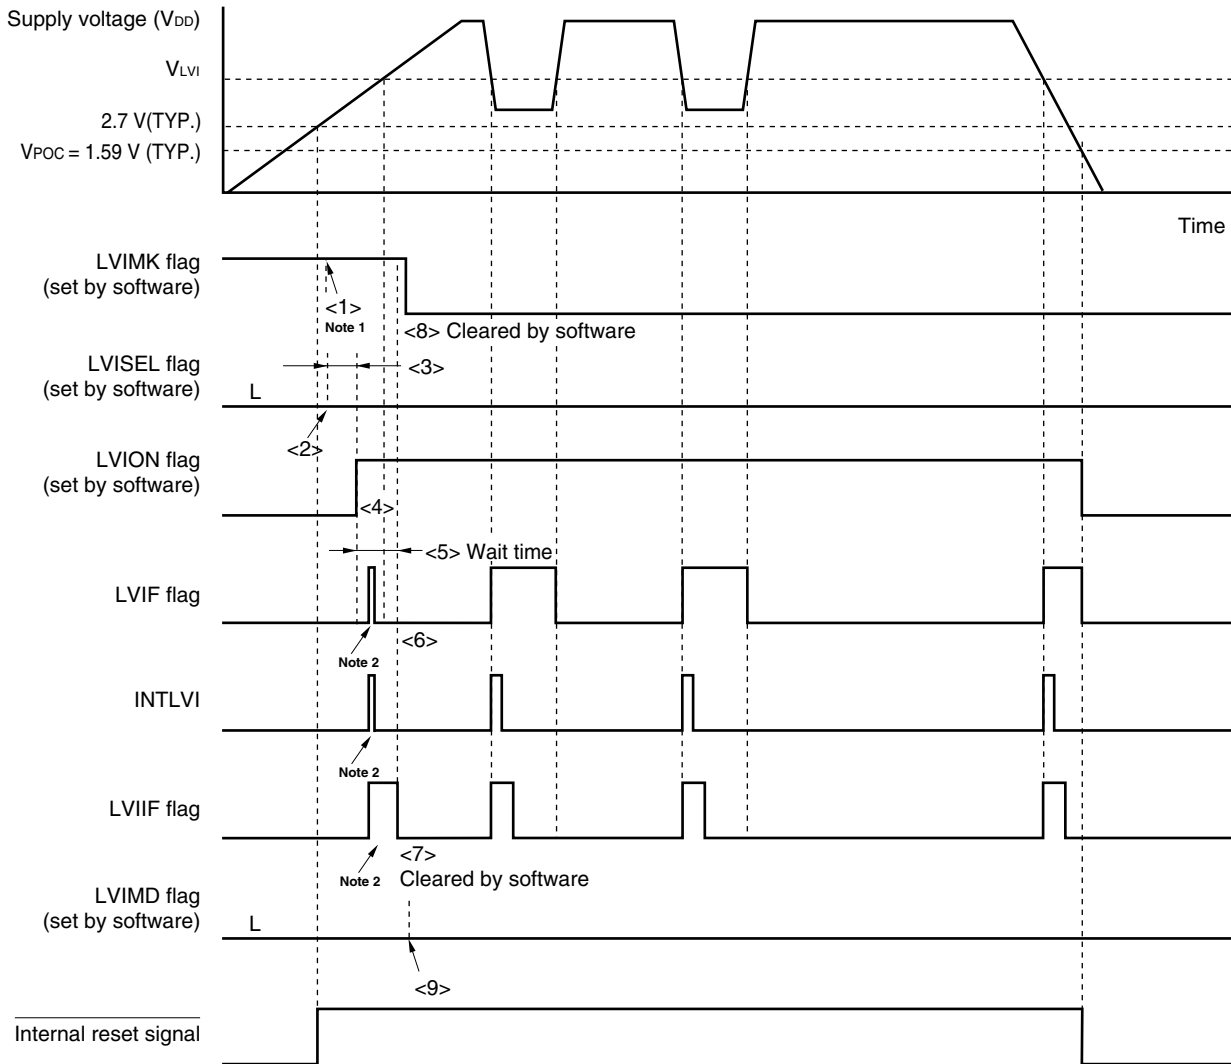 Supply voltage (VDD)
VLVI
2.7 V(TYP.)
VPOC = 1.59 V (TYP.)
Time
LVIMK flag
(set by software)
<1>
Note 1
<8> Cleared by software
LVISEL flag
(set by software)
L
<3>
<2>
LVION flag
(set by software)
<4>
<5> Wait time
LVIF flag
Note 2
<6>
INTLVI
Note 2
LVIIF flag
Note 2
<7>
Cleared by software
LVIMD flag
(set by software)
L
<9>
Internal reset signal